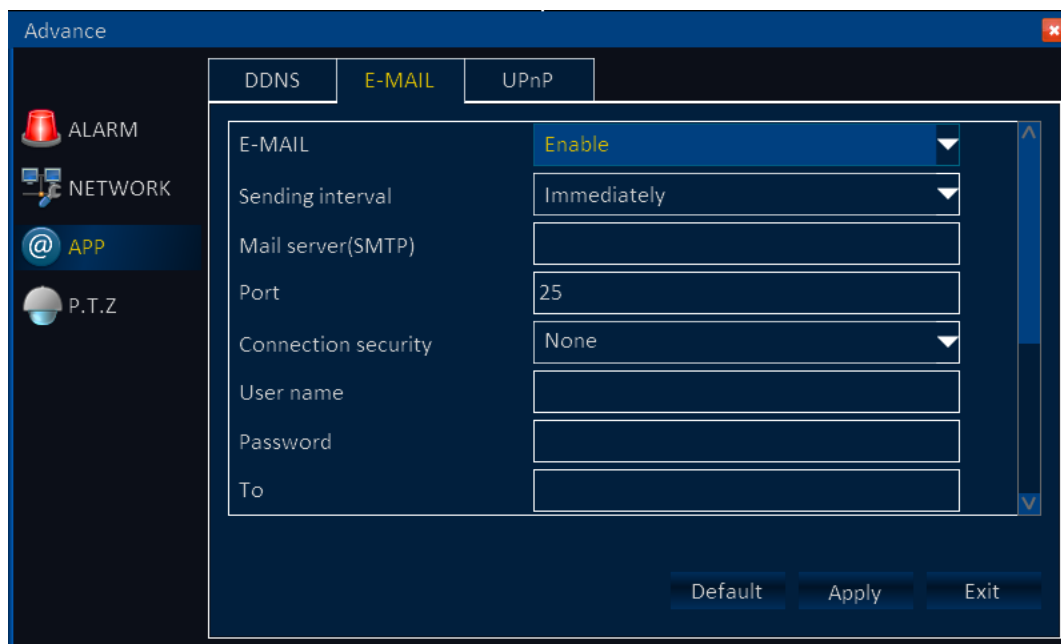 Advance
DDNS
E-MAIL
UPnP
ALARM
NETWORK
APP
P.T.Z
E-MAIL Enable
Sending interval Immediately
Mail server(SMTP)
Port 25
Connection security None
User name
Password
To
Default Apply Exit